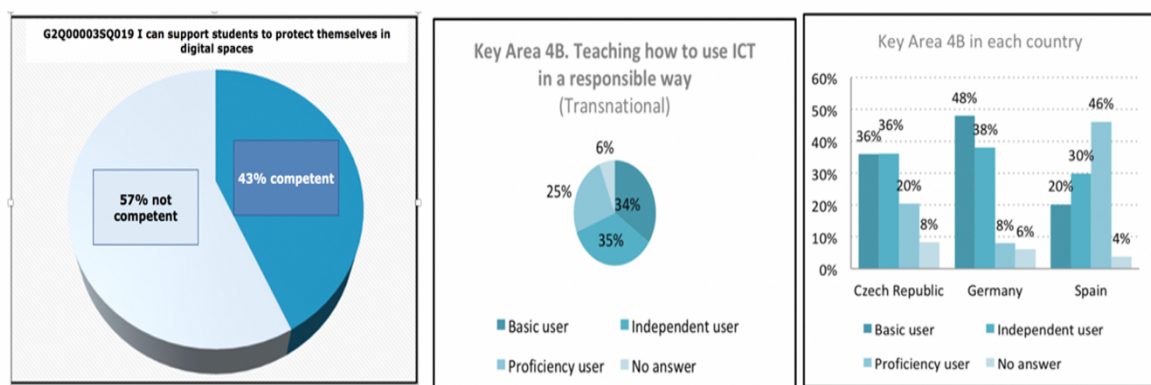 G2Q00003SQ019 I can support students to protect themselves in
digital spaces
43% competent
57% not
competent
Key Area 4B. Teaching how to use ICT
in a responsible way
(Transnational)
6%
25%
34%
35%
Basic user
Independent user
Proficiency user
No answer
Key Area 4B in each country
60%
50%
40%
30%
20%
10%
0%
36%
36%
20%
8%
48%
38%
8%
6%
20%
30%
46%
4%
Czech Republic
Germany
Spain
Basic user
Independent user
Proficiency user
No answer